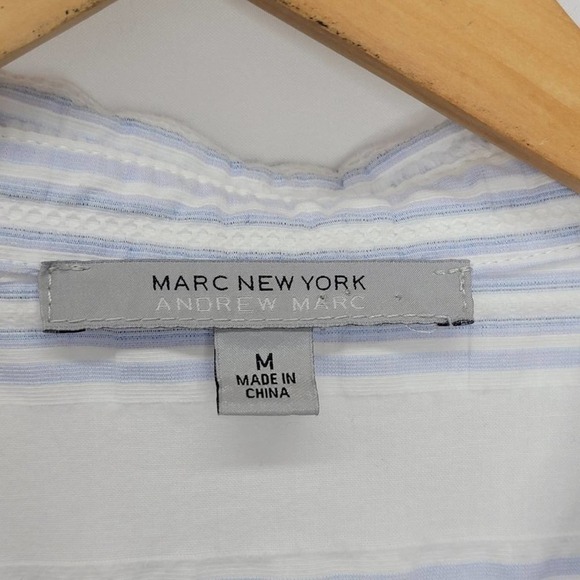 MARC NEW YORK
ANDREW MARC
M
MADE IN
CHINA